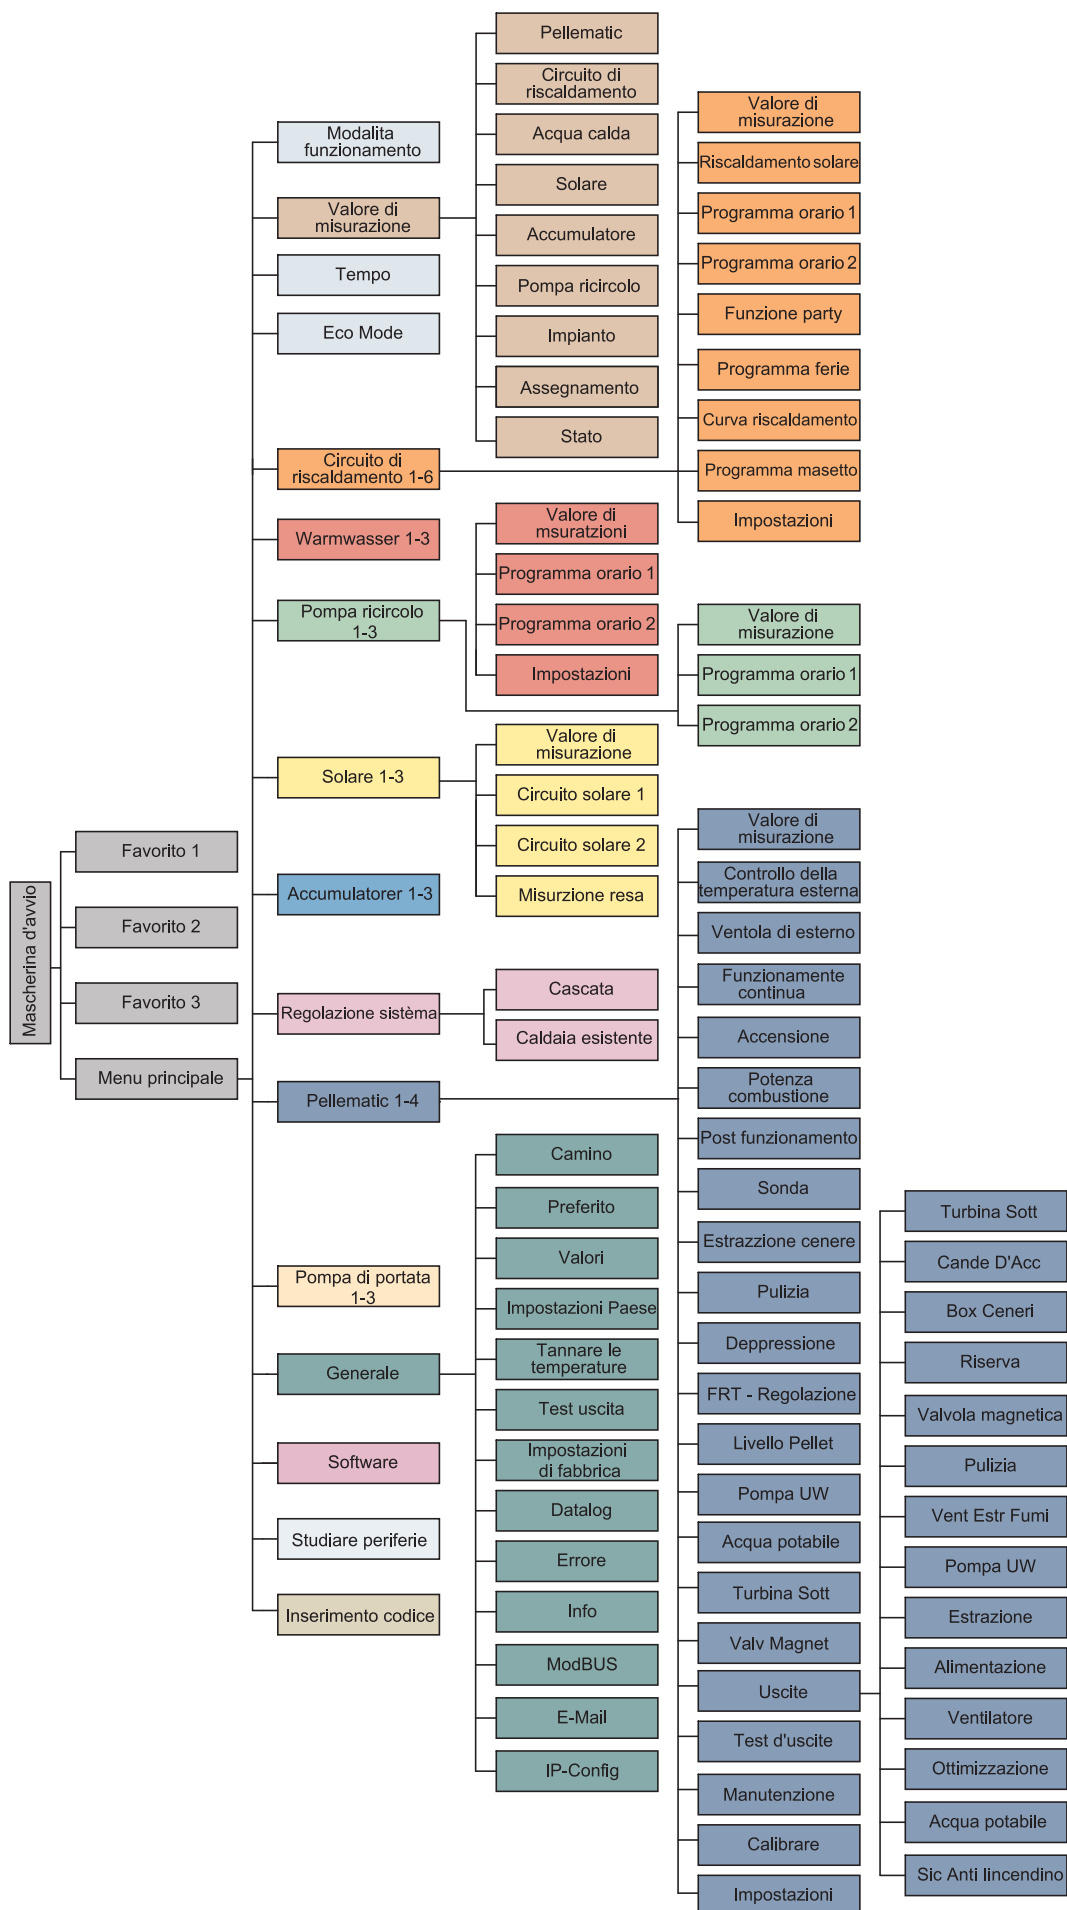 Mascherina d'avvio
Favorito 1
Favorito 2
Favorito 3
Menu principale
Modalita
funzionamento
Valore di
misurazione
Tempo
Eco Mode
Circuito di
riscaldamento 1-6
Warmwasser 1-3
Pompa ricircolo
1-3
Solare 1-3
Accumulatorer 1-3
Regolazione sistèma
Pellematic 1-4
Pompa di portata
1-3
Generale
Software
Studiare periferie
Inserimento codice
Pellematic
Circuito di
riscaldamento
Acqua calda
Solare
Accumulatore
Pompa ricircolo
Impianto
Assegnamento
Stato
Valore di
msuratzioni
Programma orario 1
Programma orario 2
Impostazioni
Valore di
misurazione
Circuito solare 1
Circuito solare 2
Misurzione resa
Cascata
Caldaia esistente
Camino
Preferito
Valori
Impostazioni Paese
Tannare le
temperature
Test uscita
Impostazioni
di fabbrica
Datalog
Errore
Info
ModBUS
E-Mail
IP-Config
Valore di
misurazione
Riscaldamento solare
Programma orario 1
Programma orario 2
Funzione party
Programma ferie
Curva riscaldamento
Programma masetto
Impostazioni
Valore di
misurazione
Programma orario 1
Programma orario 2
Valore di
misurazione
Controllo della
temperatura esterna
Ventola di esterno
Funzionamente
continua
Accensione
Potenza
combustione
Post funzionamento
Sonda
Estrazzione cenere
Pulizia
Deppressione
FRT - Regolazione
Livello Pellet
Pompa UW
Acqua potabile
Turbina Sott
Valv Magnet
Uscite
Test d'uscite
Manutenzione
Calibrare
Impostazioni
Turbina Sott
Cande D'Acc
Box Ceneri
Riserva
Valvola magnetica
Pulizia
Vent Estr Fumi
Pompa UW
Estrazione
Alimentazione
Ventilatore
Ottimizzazione
Acqua potabile
Sic Anti lincendino